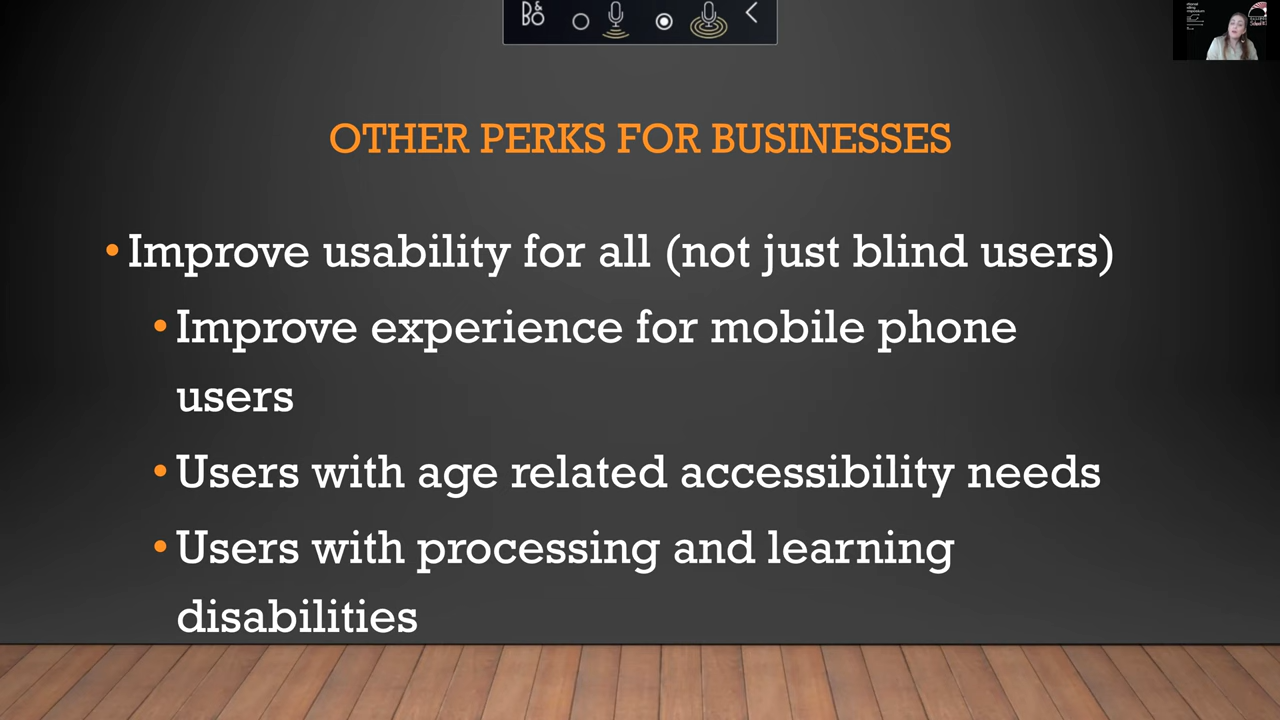 B&O
OTHER PERKS FOR BUSINESSES
• Improve usability for all (not just blind users)
• Improve experience for mobile phone
users
• Users with age related accessibility needs
• Users with processing and learning
disabilities